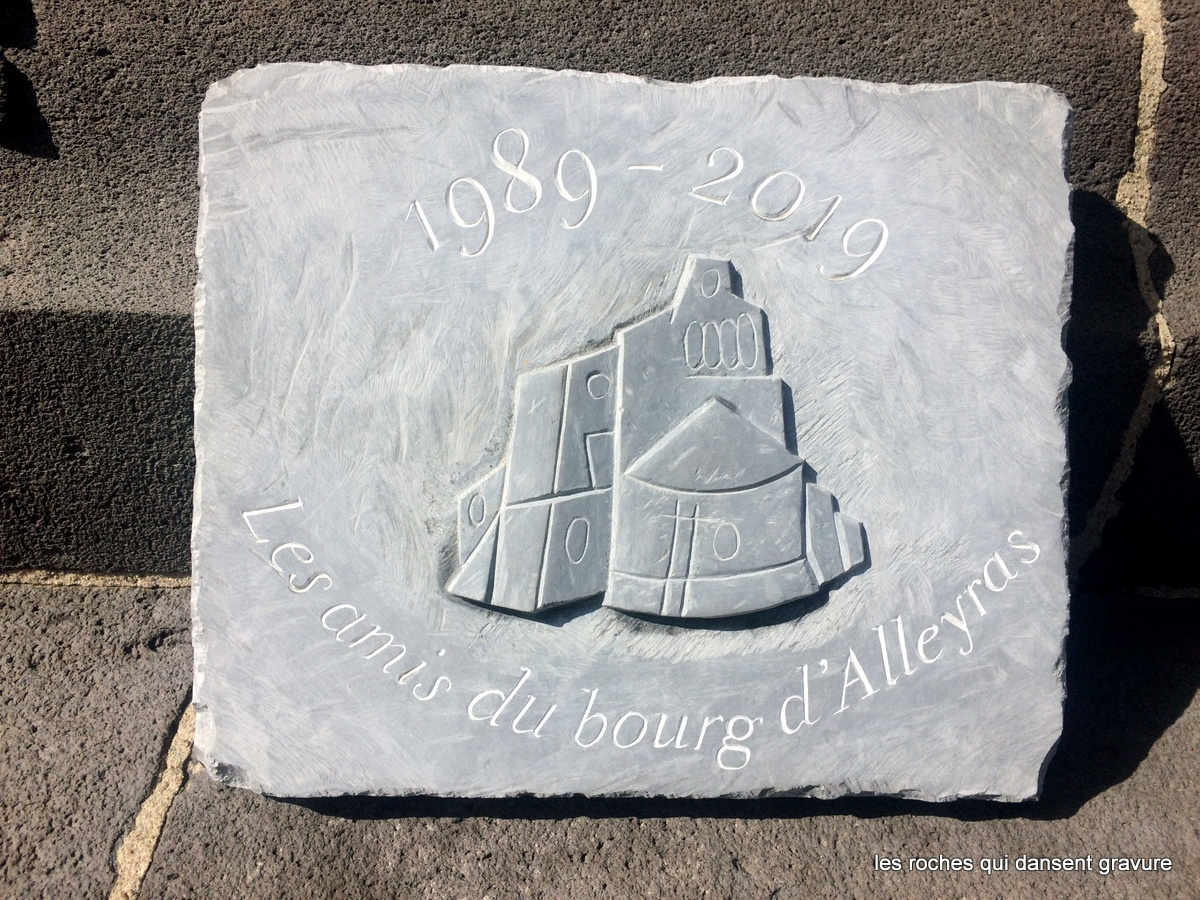 1989 - 2019
Les amis du bourg d'Alleyras
les roches qui dansent gravure